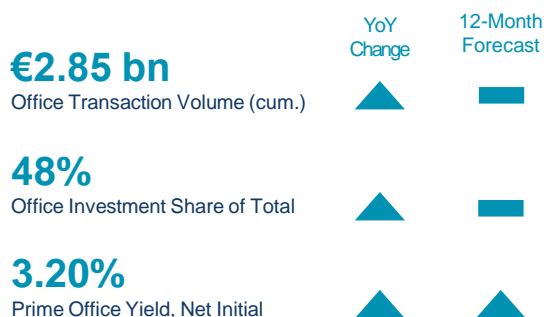 YoY
Change
12-Month
Forecast
€2.85 bn
Office Transaction Volume (cum.)
48%
Office Investment Share of Total
3.20%
Prime Office Yield, Net Initial